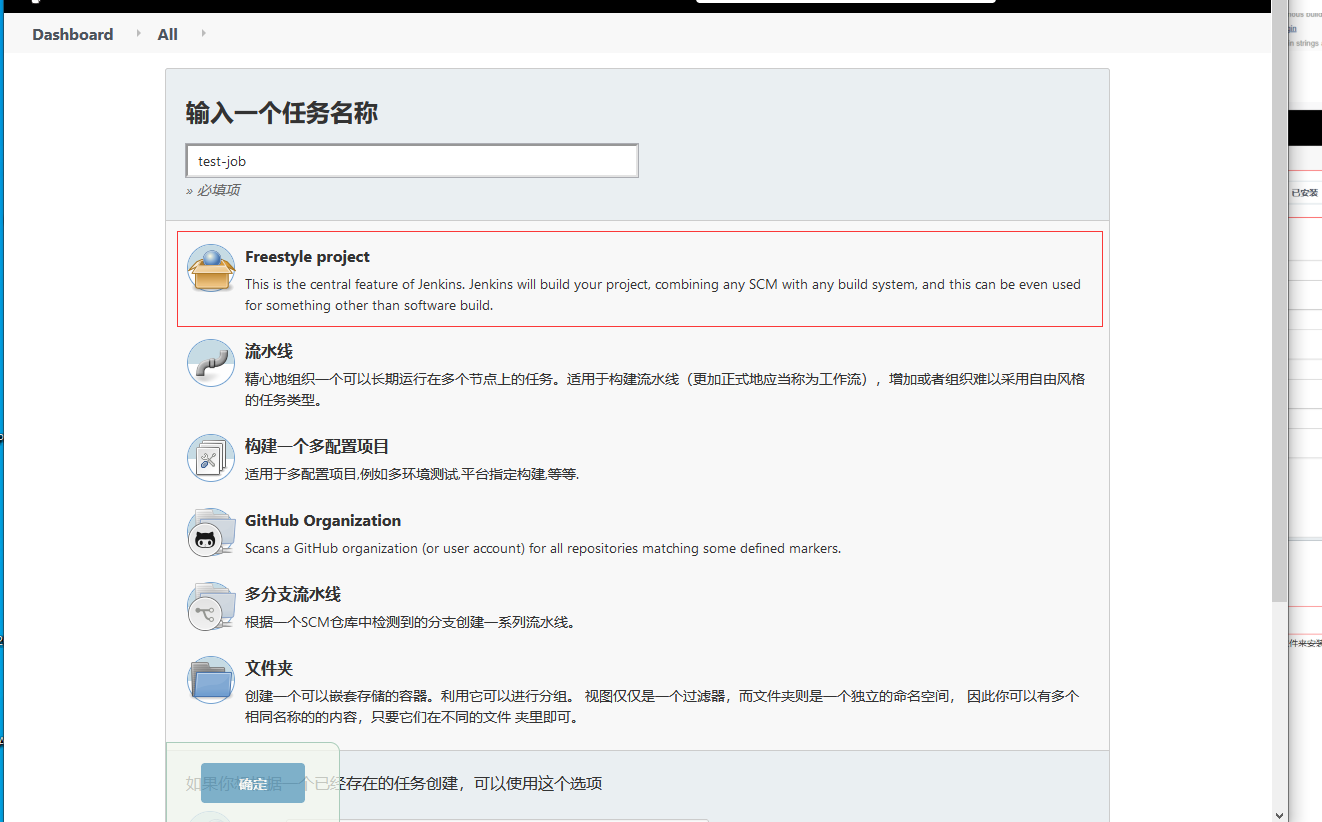 Dashboard
All
输入一个任务名称
test-job
» 必填项
Freestyle project
This is the central feature of Jenkins. Jenkins will build your project, combining any SCM with any build system, and this can be even used
for something other than software build.
流水线
精心地组织一个可以长期运行在多个节点上的任务。适用于构建流水线（更加正式地应当称为工作流），增加或者组织难以采用自由风格
的任务类型。
构建一个多配置项目
适用于多配置项目,例如多环境测试,平台指定构建,等等.
GitHub Organization
Scans a GitHub organization (or user account) for all repositories matching some defined markers.
多分支流水线
根据一个SCM仓库中检测到的分支创建一系列流水线。
文件夹
创建一个可以嵌套存储的容器。利用它可以进行分组。 视图仅仅是一个过滤器，而文件夹则是一个独立的命名空间， 因此你可以有多个
相同名称的的内容，只要它们在不同的文件 夹里即可。
确定
一个已经存在的任务创建，可以使用这个选项
已安装
件来安装
in strings